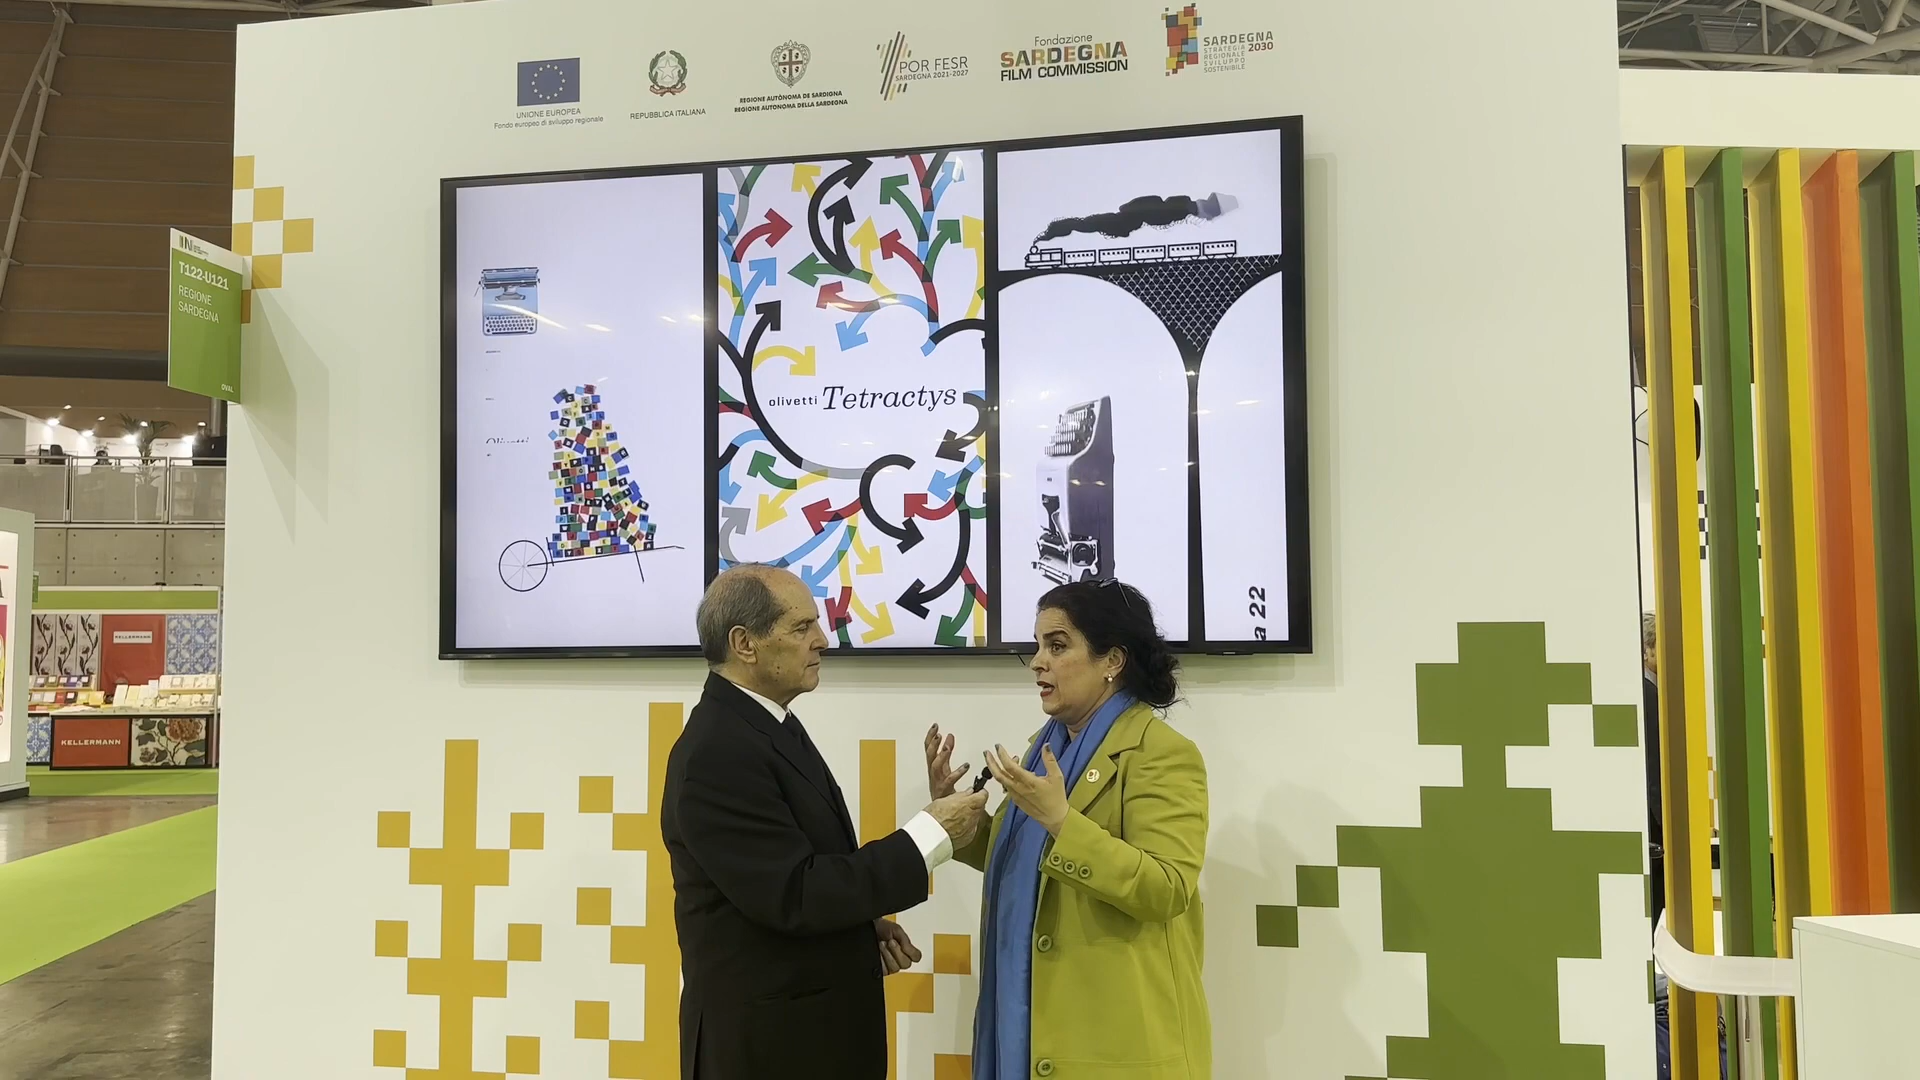 UNIONE EUROPEA
Fondo europeo di sviluppo regionale
REPUBBLICA ITALIANA
REGIONE AUTÒNOMA DE SARDIGNA
REGIONE AUTONOMA DELLA SARDEGNA
POR FESR
SARDEGNA 2021-2027
Fondazione
SARDEGNA
FILM COMMISSION
SARDEGNA
STRATEGIA 2030
REGIONALE
SVILUPPO
SOSTENIBILE
T122-U121
REGIONE
SARDEGNA
OVAL
olivetti Tetractys
Olivetti
a 22
KELLERMANN
KELLERMANN